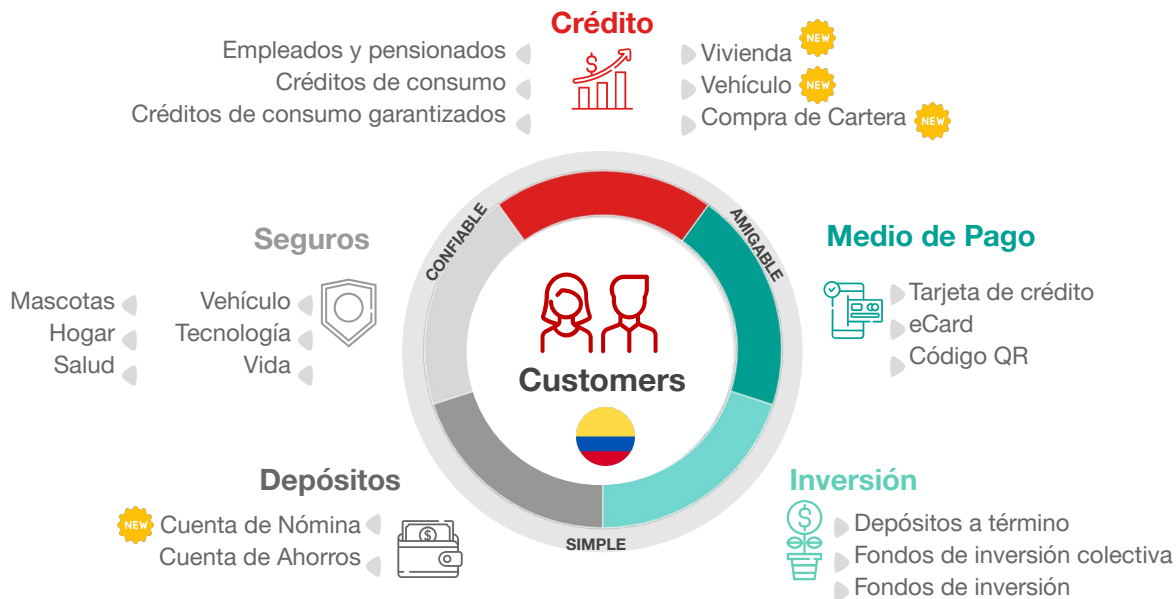 Crédito
Empleados y pensionados
Créditos de consumo
Créditos de consumo garantizados
Vivienda NEW
Vehículo NEW
Compra de Cartera NEW
CONFIABLE
AMIGABLE
SIMPLE
Customers
Seguros
Mascotas
Hogar
Salud
Vehículo
Tecnología
Vida
Medio de Pago
Tarjeta de crédito
eCard
Código QR
Depósitos
NEW Cuenta de Nómina
Cuenta de Ahorros
Inversión
Depósitos a término
Fondos de inversión colectiva
Fondos de inversión